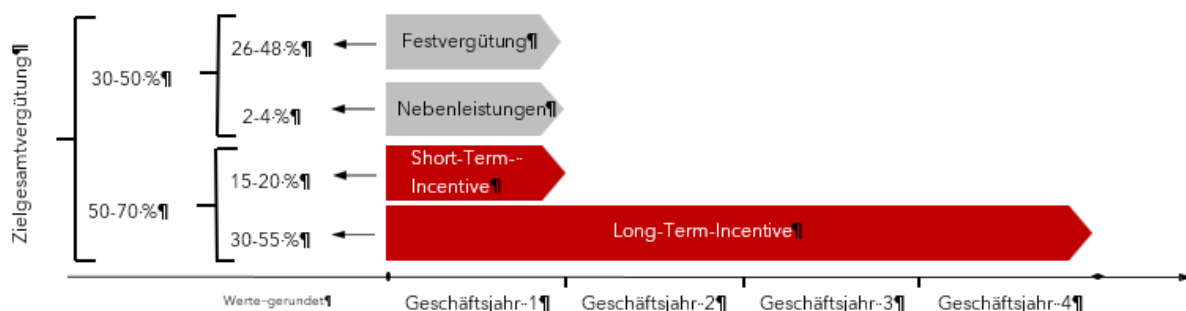 Zielgesamtvergütung¶
30-50·%¶
26-48·%¶
Festvergütung¶
2-4·%¶
Nebenleistungen¶
50-70·%¶
15-20·%¶
Short-Term-··
Incentive¶
30-55·%¶
Long-Term-Incentive¶
Werte-gerundet¶
Geschäftsjahr··1¶
Geschäftsjahr··2¶
Geschäftsjahr··3¶
Geschäftsjahr··4¶